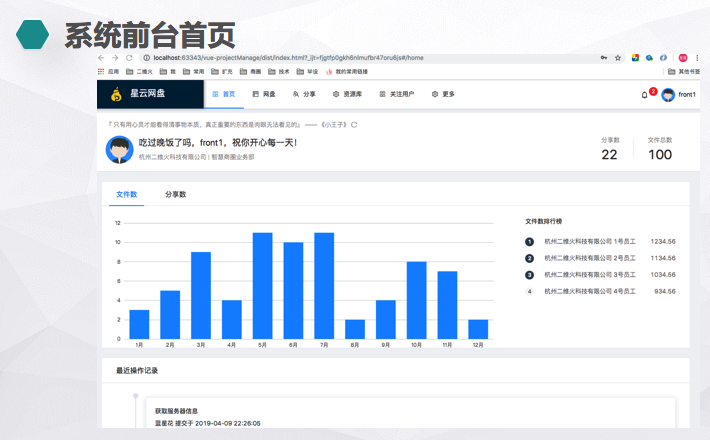 系统前台首页
localhost:63343/vue-projectManage/dist/index.html?_ijt=fjgtfp0gkh6nlmufbr47oru6js#/home
应用 二维火 我 常用 扩充 商圈 技术 毕设 我的常用链接 其他书签
星云网盘 首页 网盘 分享 资源库 关注用户 更多 2 front1
『 只有用心灵才能看得清事物本质，真正重要的东西是肉眼无法看见的』 —— 《小王子》
吃过晚饭了吗，front1，祝你开心每一天！
杭州二维火科技有限公司 | 智慧商圈业务部
分享数 文件总数
22 100
文件数 分享数
12
10
8
6
4
2
0
1月 2月 3月 4月 5月 6月 7月 8月 9月 10月 11月 12月
文件数排行榜
1 杭州二维火科技有限公司 1号员工 1234.56
2 杭州二维火科技有限公司 2号员工 1134.56
3 杭州二维火科技有限公司 3号员工 1034.56
4 杭州二维火科技有限公司 4号员工 934.56
最近操作记录
获取服务器信息
蓝星花 提交于 2019-04-09 22:26:05